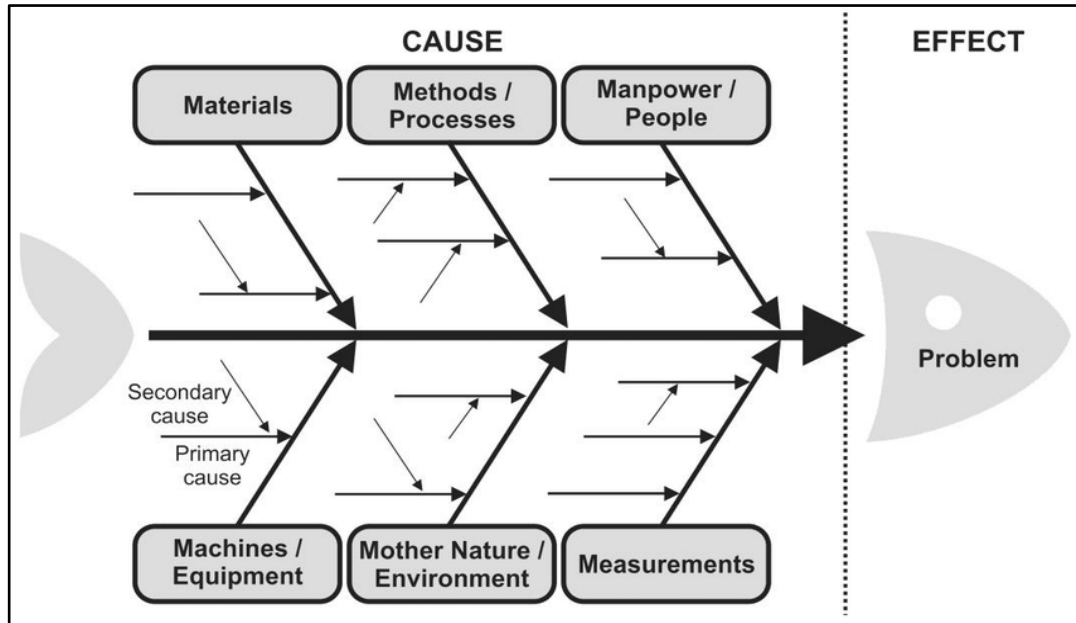 CAUSE
EFFECT
Materials
Methods /
Processes
Manpower /
People
Problem
Secondary
cause
Primary
cause
Machines /
Equipment
Mother Nature /
Environment
Measurements